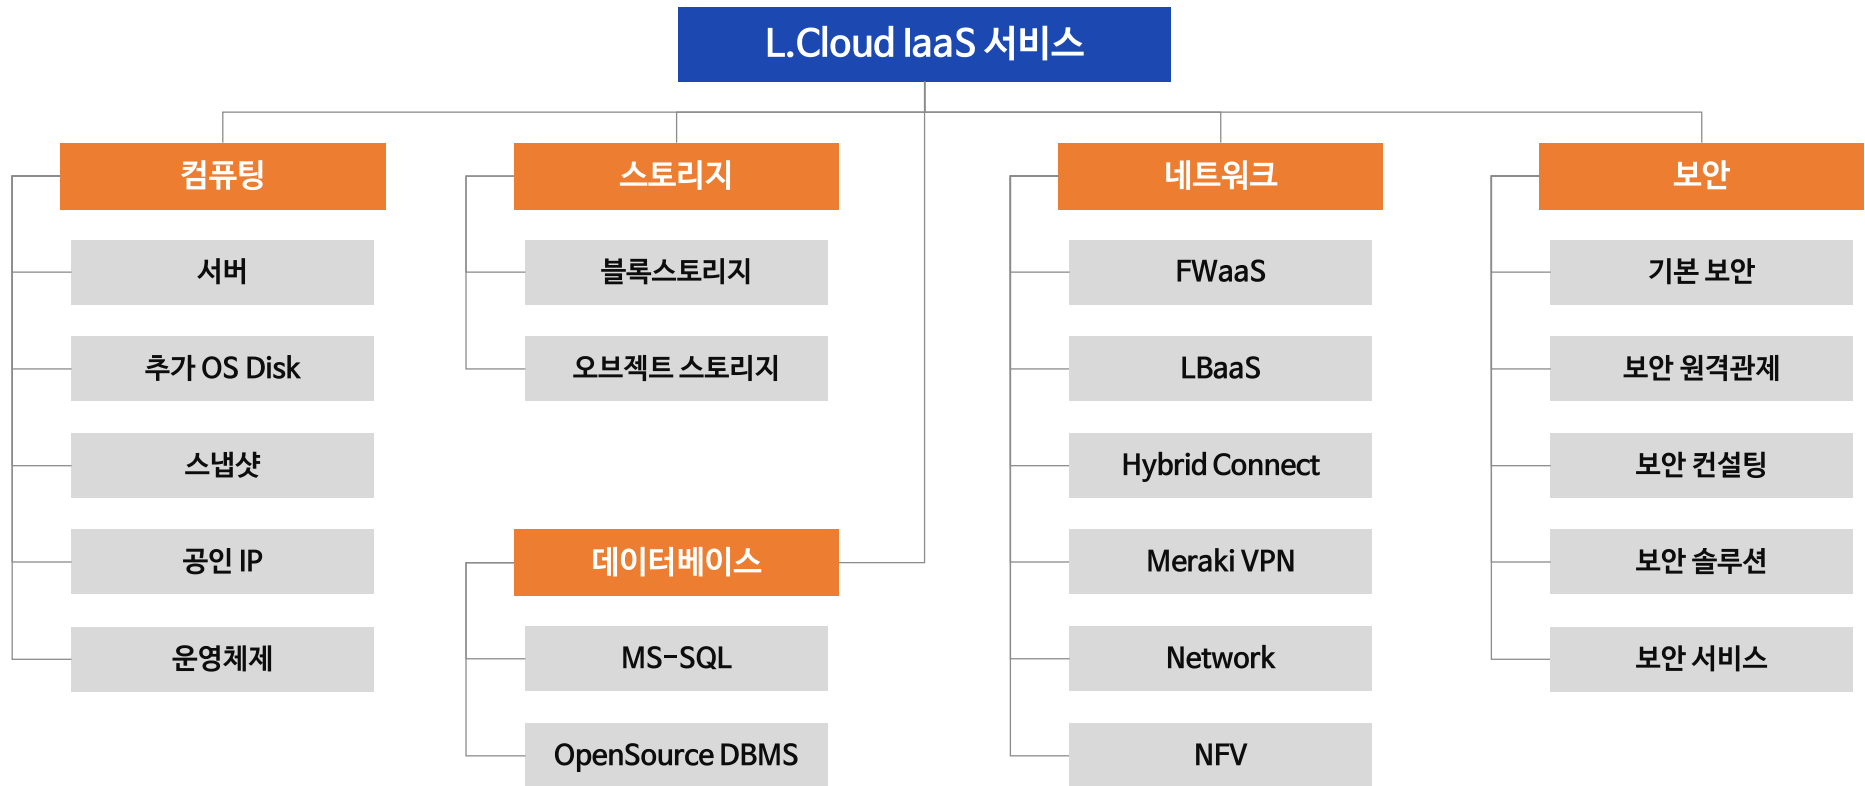 L.Cloud IaaS 서비스
컴퓨팅
서버
추가 OS Disk
스냅샷
공인 IP
운영체제
스토리지
블록스토리지
오브젝트 스토리지
데이터베이스
MS-SQL
OpenSource DBMS
네트워크
FWaaS
LBaaS
Hybrid Connect
Meraki VPN
Network
NFV
보안
기본 보안
보안 원격관제
보안 컨설팅
보안 솔루션
보안 서비스